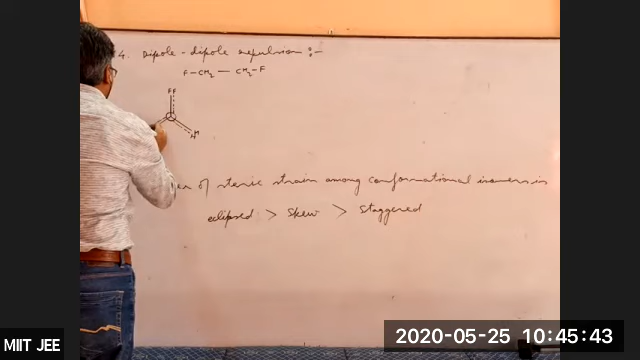 4. Dipole-dipole repulsion :-
F-CH2 — CH2-F
FF
H H
of steric strain among conformational isomers is
eclipsed > Skew > Staggered
MIIT JEE
2020-05-25 10:45:43